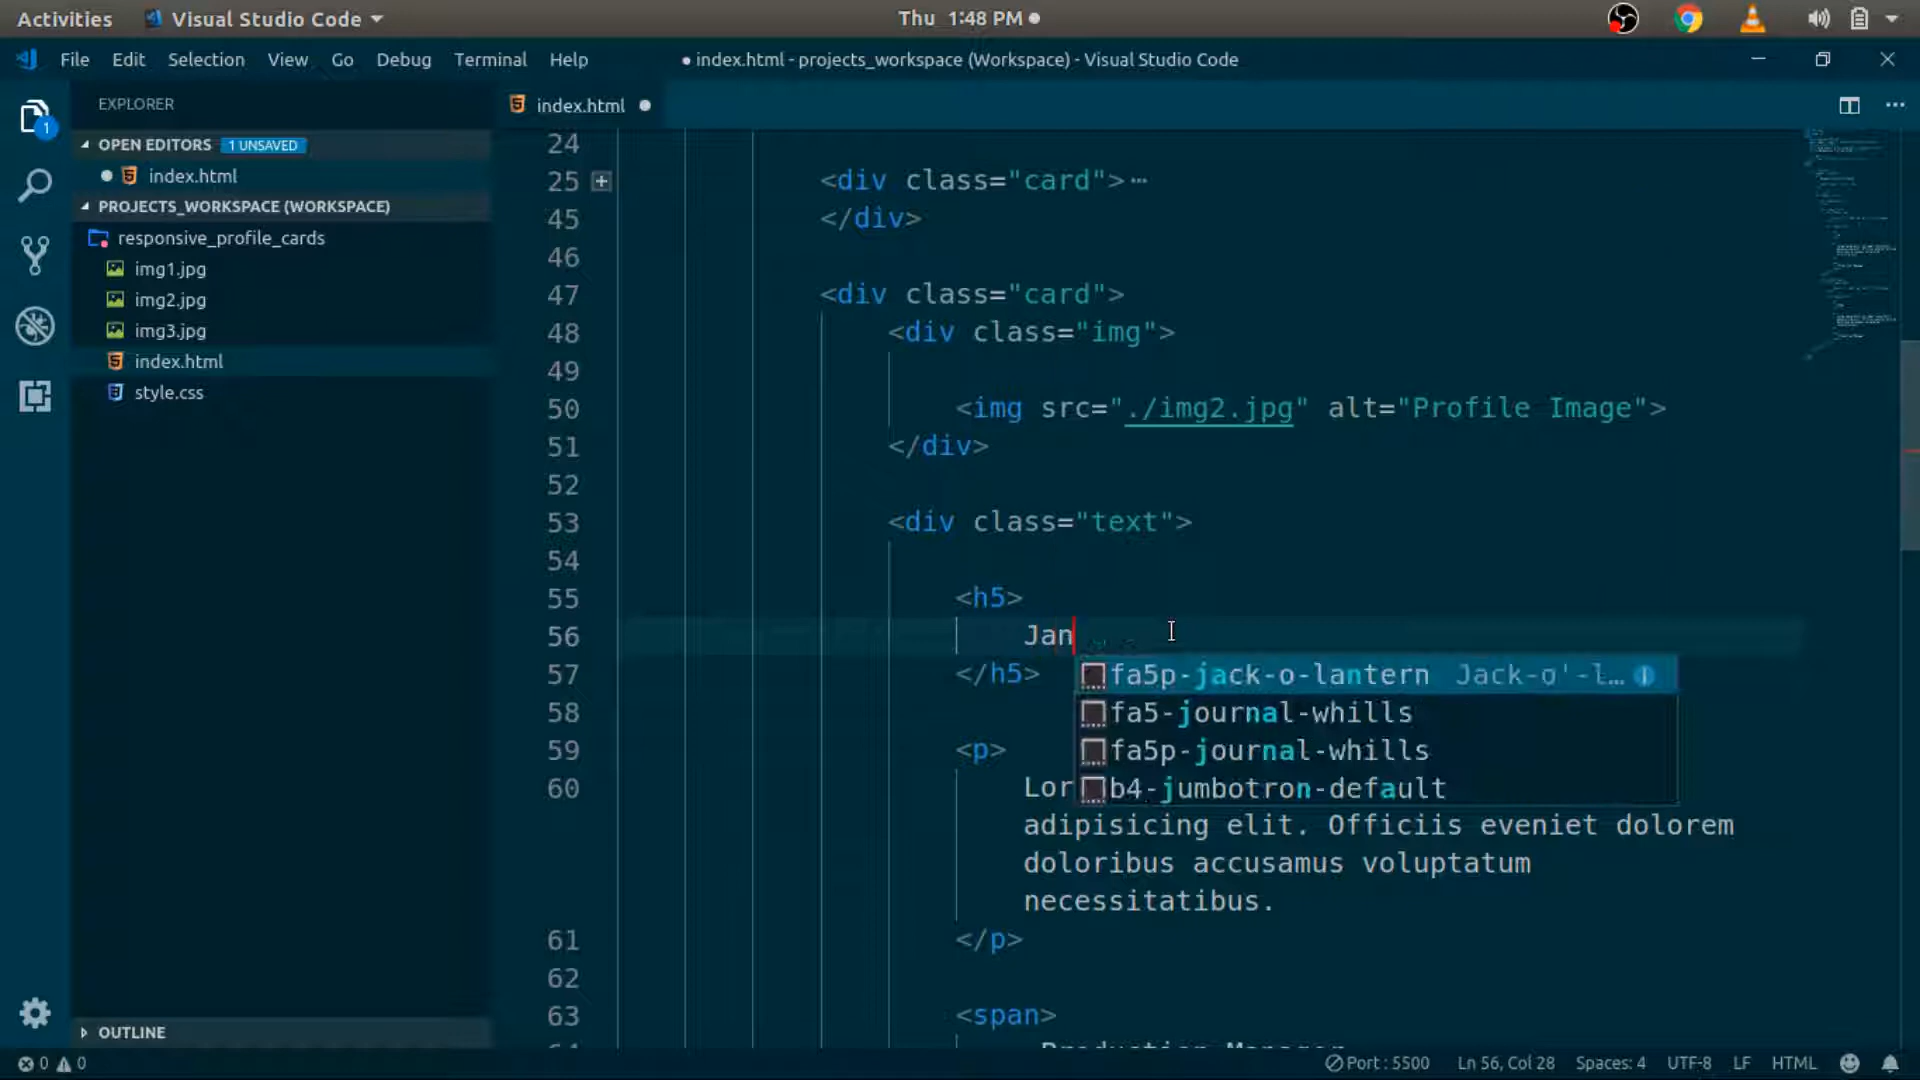 Activities Visual Studio Code Thu 1:48 PM
File Edit Selection View Go Debug Terminal Help ● index.html - projects_workspace (Workspace) - Visual Studio Code
EXPLORER
index.html
OPEN EDITORS 1 UNSAVED
index.html
PROJECTS_WORKSPACE (WORKSPACE)
responsive_profile_cards
img1.jpg
img2.jpg
img3.jpg
index.html
style.css
OUTLINE
1
24
25 <div class="card">⋯
45 </div>
46
47 <div class="card">
48 <div class="img">
49
50 <img src="./img2.jpg" alt="Profile Image">
51 </div>
52
53 <div class="text">
54
55 <h5>
56 Jan
57 </h5>
fa5p-jack-o-lantern Jack-o'-l…
58
fa5-journal-whills
59 <p>
fa5p-journal-whills
60 Lor
b4-jumbotron-default
adipisicing elit. Officiis eveniet dolorem
doloribus accusamus voluptatum
necessitatibus.
61 </p>
62
63 <span>
64 Production Manager
0 0 Port : 5500 Ln 56, Col 28 Spaces: 4 UTF-8 LF HTML